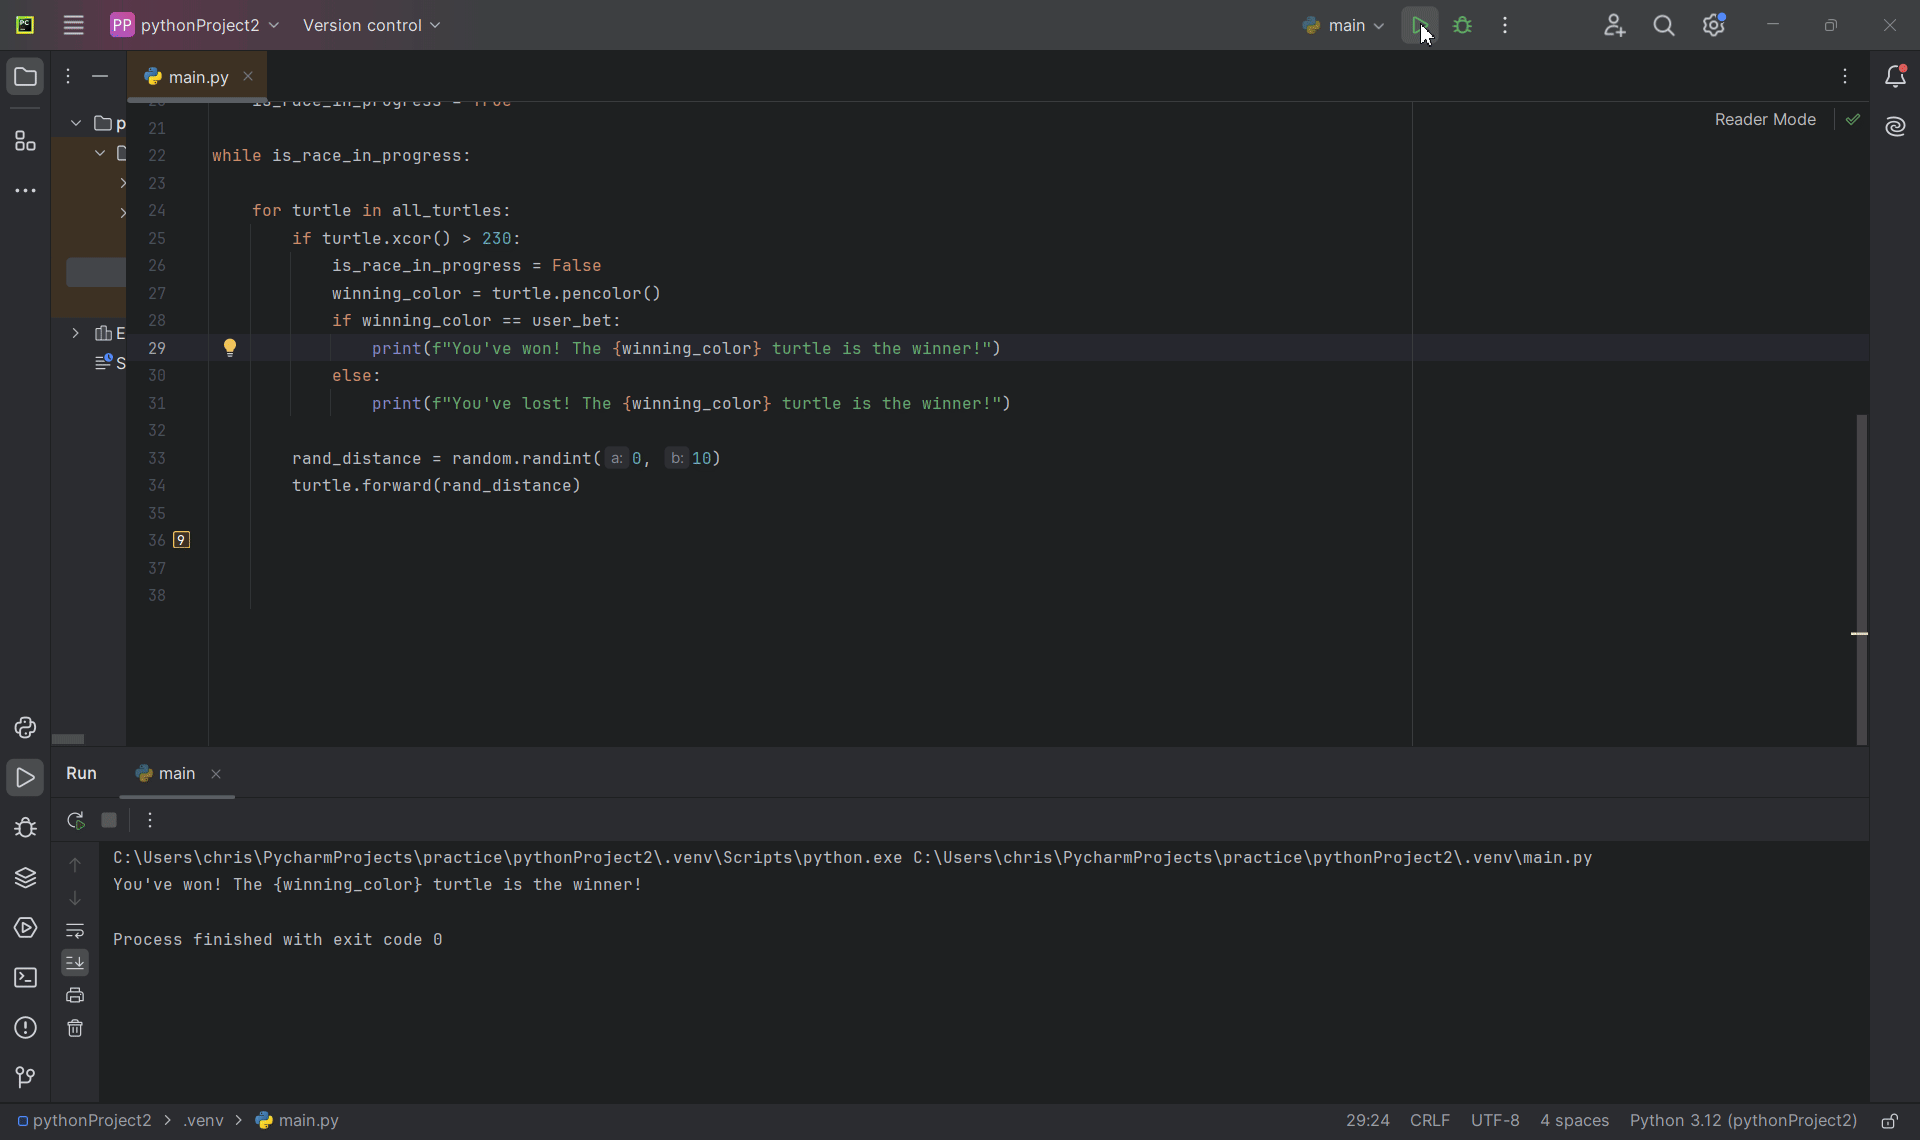 PC
PP pythonProject2 Version control main
main.py
Reader Mode
20 is_race_in_progress = True
21
22 while is_race_in_progress:
23
24 for turtle in all_turtles:
25 if turtle.xcor() > 230:
26 is_race_in_progress = False
27 winning_color = turtle.pencolor()
28 if winning_color == user_bet:
29 print(f"You've won! The {winning_color} turtle is the winner!")
30 else:
31 print(f"You've lost! The {winning_color} turtle is the winner!")
32
33 rand_distance = random.randint( a: 0, b: 10)
34 turtle.forward(rand_distance)
35
36 9
37
38
p
E
S
Run main
C:\Users\chris\PycharmProjects\practice\pythonProject2\.venv\Scripts\python.exe C:\Users\chris\PycharmProjects\practice\pythonProject2\.venv\main.py
You've won! The {winning_color} turtle is the winner!
Process finished with exit code 0
pythonProject2 > .venv > main.py 29:24 CRLF UTF-8 4 spaces Python 3.12 (pythonProject2)